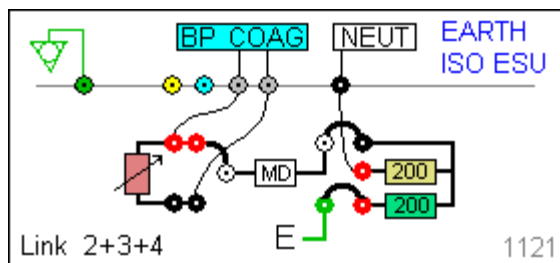 BP COAG NEUT EARTH
ISO ESU
MD 200
200
E
Link 2+3+4 1121